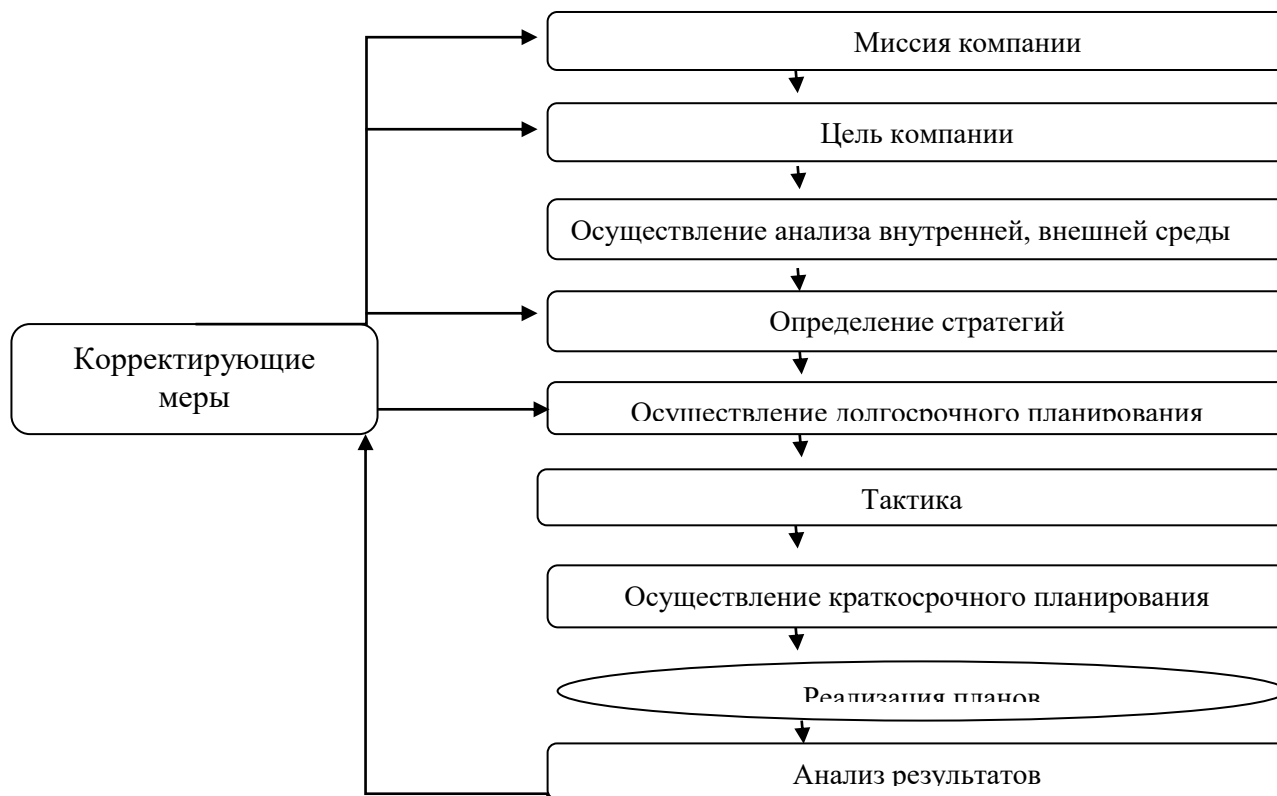 Миссия компании
Цель компании
Осуществление анализа внутренней, внешней среды
Определение стратегий
Корректирующие
меры
Осуществление долгосрочного планирования
Тактика
Осуществление краткосрочного планирования
Реализация планов
Анализ результатов